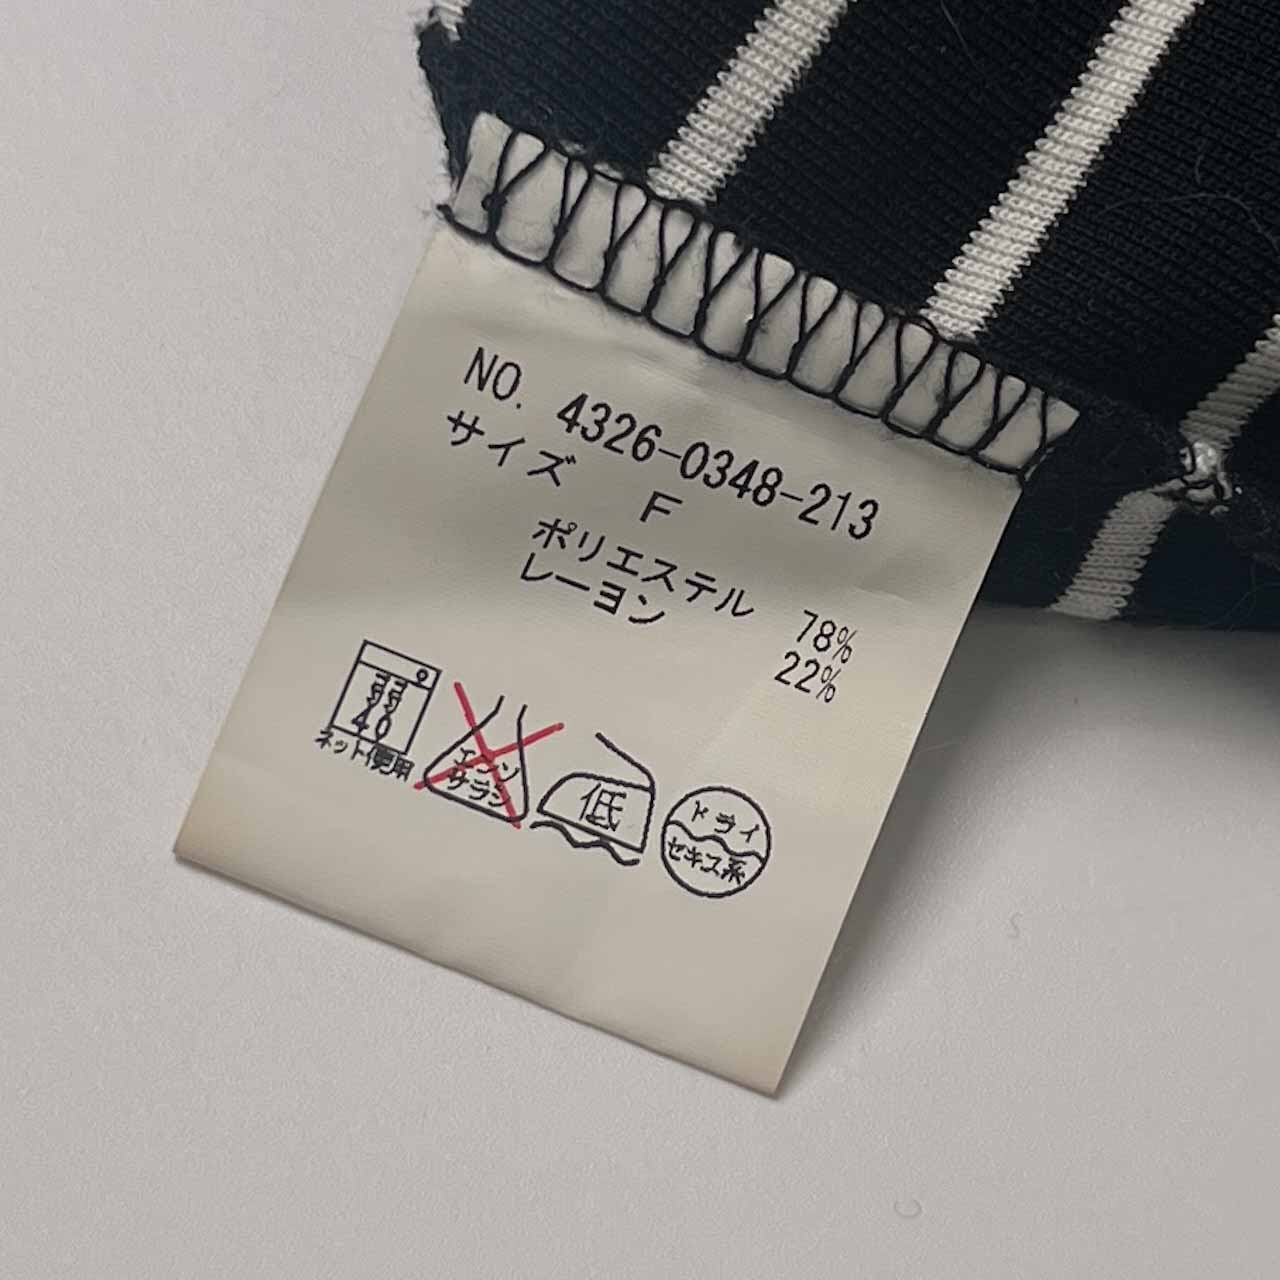 NO. 4326-0348-213
サイズ F
ポリエステル 78%
レーヨン 22%
弱
40
ネット使用
エンソ
サラシ
低
ドライ
セキユ系